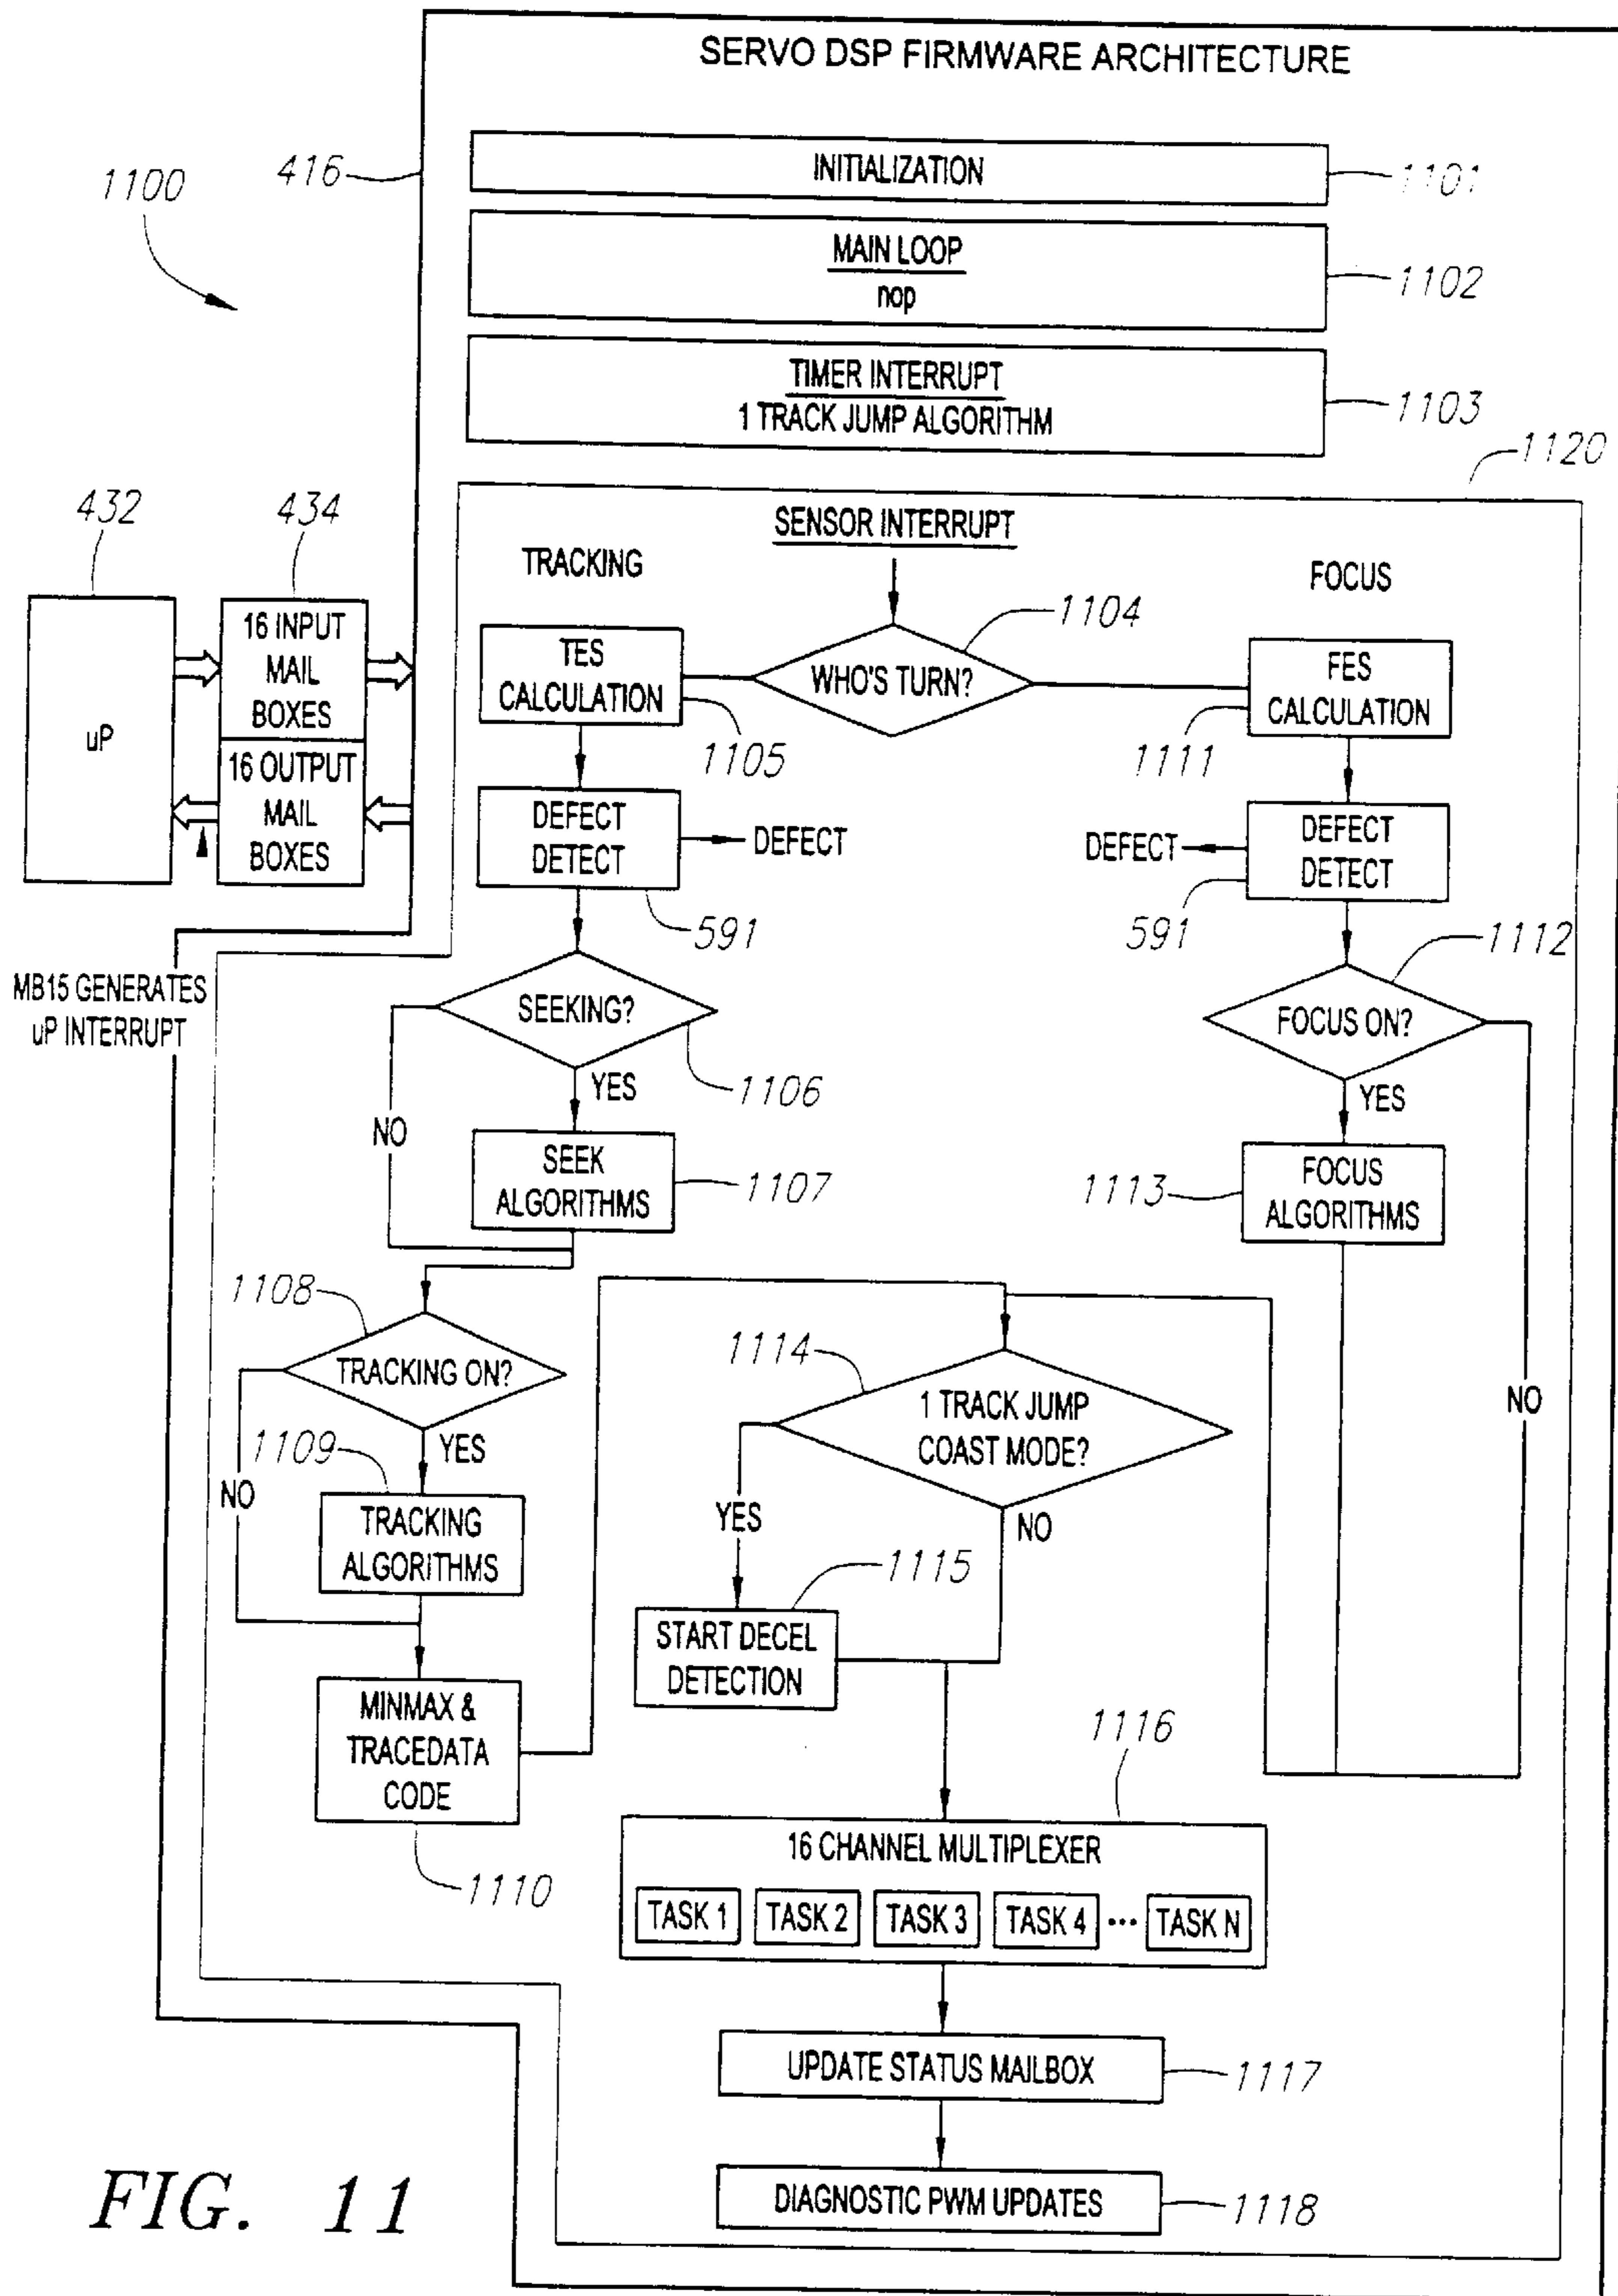 SERVO DSP FIRMWARE ARCHITECTURE
1100
416
INITIALIZATION
1101
MAIN LOOP
nop
1102
TIMER INTERRUPT
1 TRACK JUMP ALGORITHM
1103
1120
432
434
uP
16 INPUT
MAIL
BOXES
16 OUTPUT
MAIL
BOXES
MB15 GENERATES
uP INTERRUPT
SENSOR INTERRUPT
TRACKING
FOCUS
WHO'S TURN?
1104
TES
CALCULATION
1105
FES
CALCULATION
1111
DEFECT
DETECT
DEFECT
591
DEFECT
DEFECT
DETECT
591
SEEKING?
1106
YES
NO
SEEK
ALGORITHMS
1107
FOCUS ON?
1112
YES
NO
FOCUS
ALGORITHMS
1113
1108
TRACKING ON?
YES
NO
1109
TRACKING
ALGORITHMS
MINMAX &
TRACEDATA
CODE
1110
1114
1 TRACK JUMP
COAST MODE?
YES
NO
1115
START DECEL
DETECTION
1116
16 CHANNEL MULTIPLEXER
TASK 1 TASK 2 TASK 3 TASK 4 ... TASK N
UPDATE STATUS MAILBOX
1117
DIAGNOSTIC PWM UPDATES
1118
FIG. 11